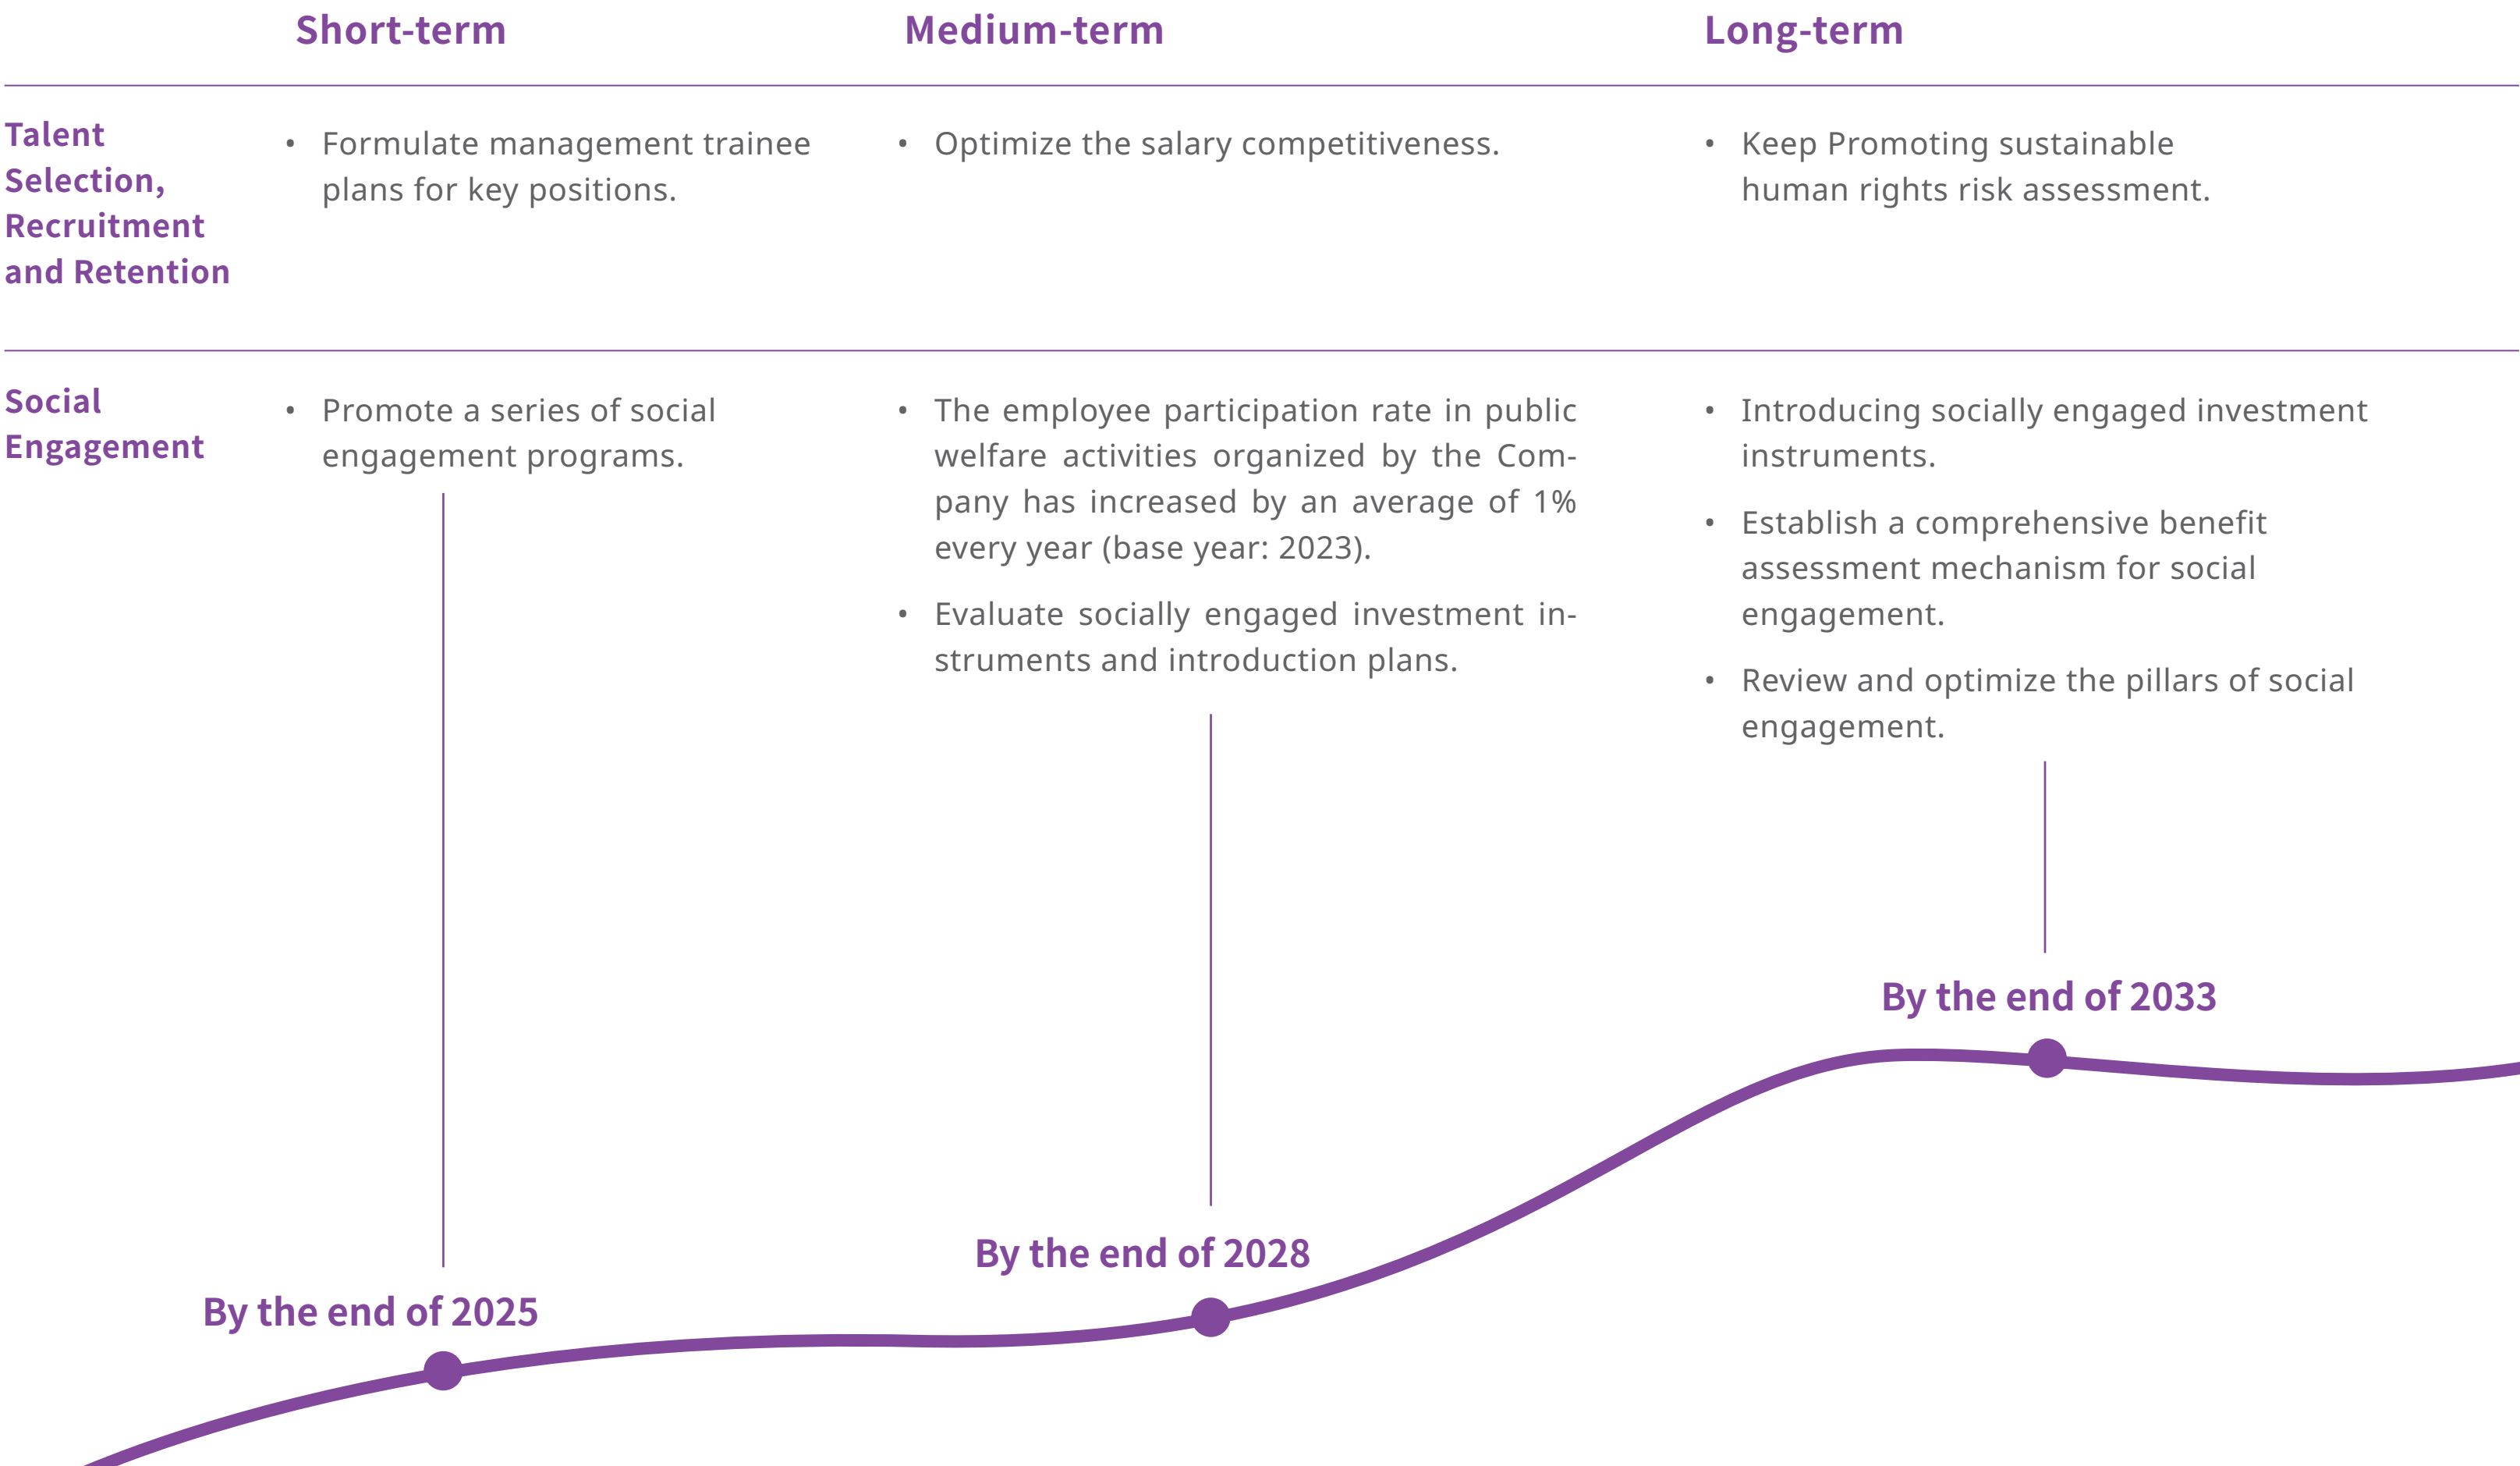 Short-term
Medium-term
Long-term
Talent
Selection,
Recruitment
and Retention
• Formulate management trainee
plans for key positions.
• Optimize the salary competitiveness.
• Keep Promoting sustainable
human rights risk assessment.
Social
Engagement
• Promote a series of social
engagement programs.
• The employee participation rate in public
welfare activities organized by the Com-
pany has increased by an average of 1%
every year (base year: 2023).
• Evaluate socially engaged investment in-
struments and introduction plans.
• Introducing socially engaged investment
instruments.
• Establish a comprehensive benefit
assessment mechanism for social
engagement.
• Review and optimize the pillars of social
engagement.
By the end of 2025
By the end of 2028
By the end of 2033